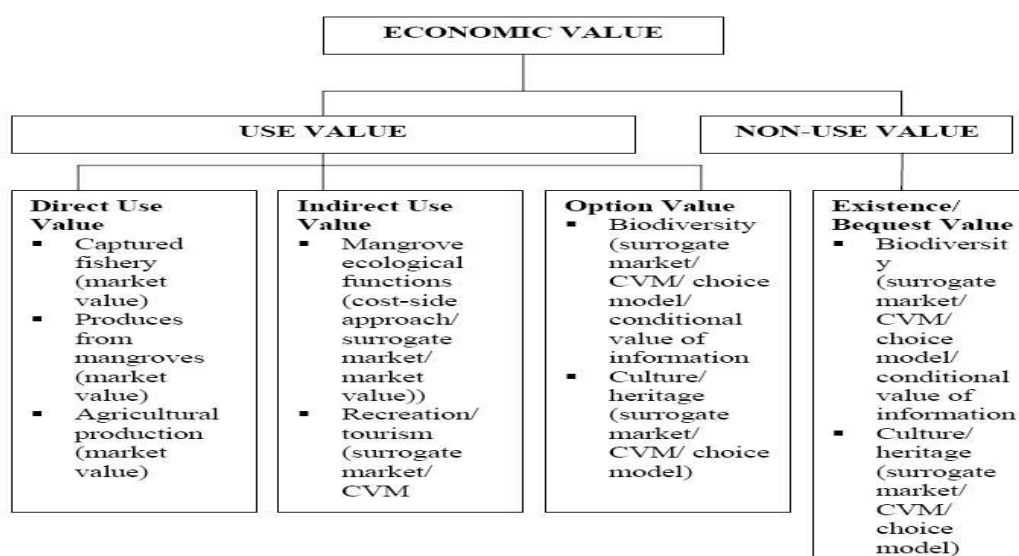 ECONOMIC VALUE
USE VALUE
NON-USE VALUE
Direct Use
Value
▪ Captured
fishery
(market
value)
▪ Produces
from
mangroves
(market
value)
▪ Agricultural
production
(market
value)
Indirect Use
Value
▪ Mangrove
ecological
functions
(cost-side
approach/
surrogate
market/
market
value))
▪ Recreation/
tourism
(surrogate
market/
CVM
Option Value
▪ Biodiversity
(surrogate
market/
CVM/ choice
model/
conditional
value of
information
▪ Culture/
heritage
(surrogate
market/
CVM/ choice
model)
Existence/
Bequest Value
▪ Biodiversit
y
(surrogate
market/
CVM/
choice
model/
conditional
value of
information
▪ Culture/
heritage
(surrogate
market/
CVM/
choice
model)